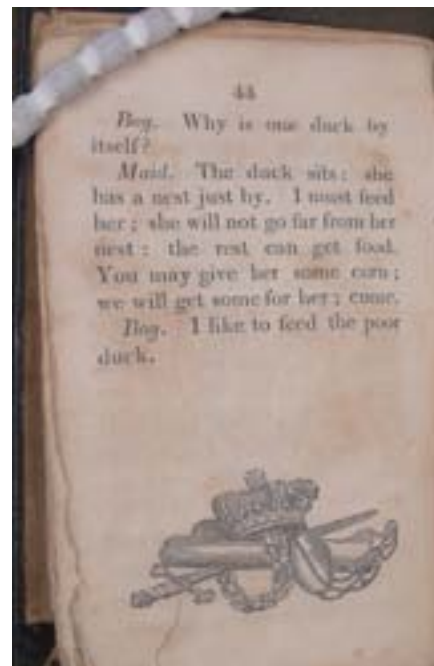 44
Boy. Why is one duck by
itself?
Maid. The duck sits: she
has a nest just by. I must feed
her; she will not go far from her
nest: the rest can get food.
You may give her some corn;
we will get some for her; come.
Boy. I like to feed the poor
duck.